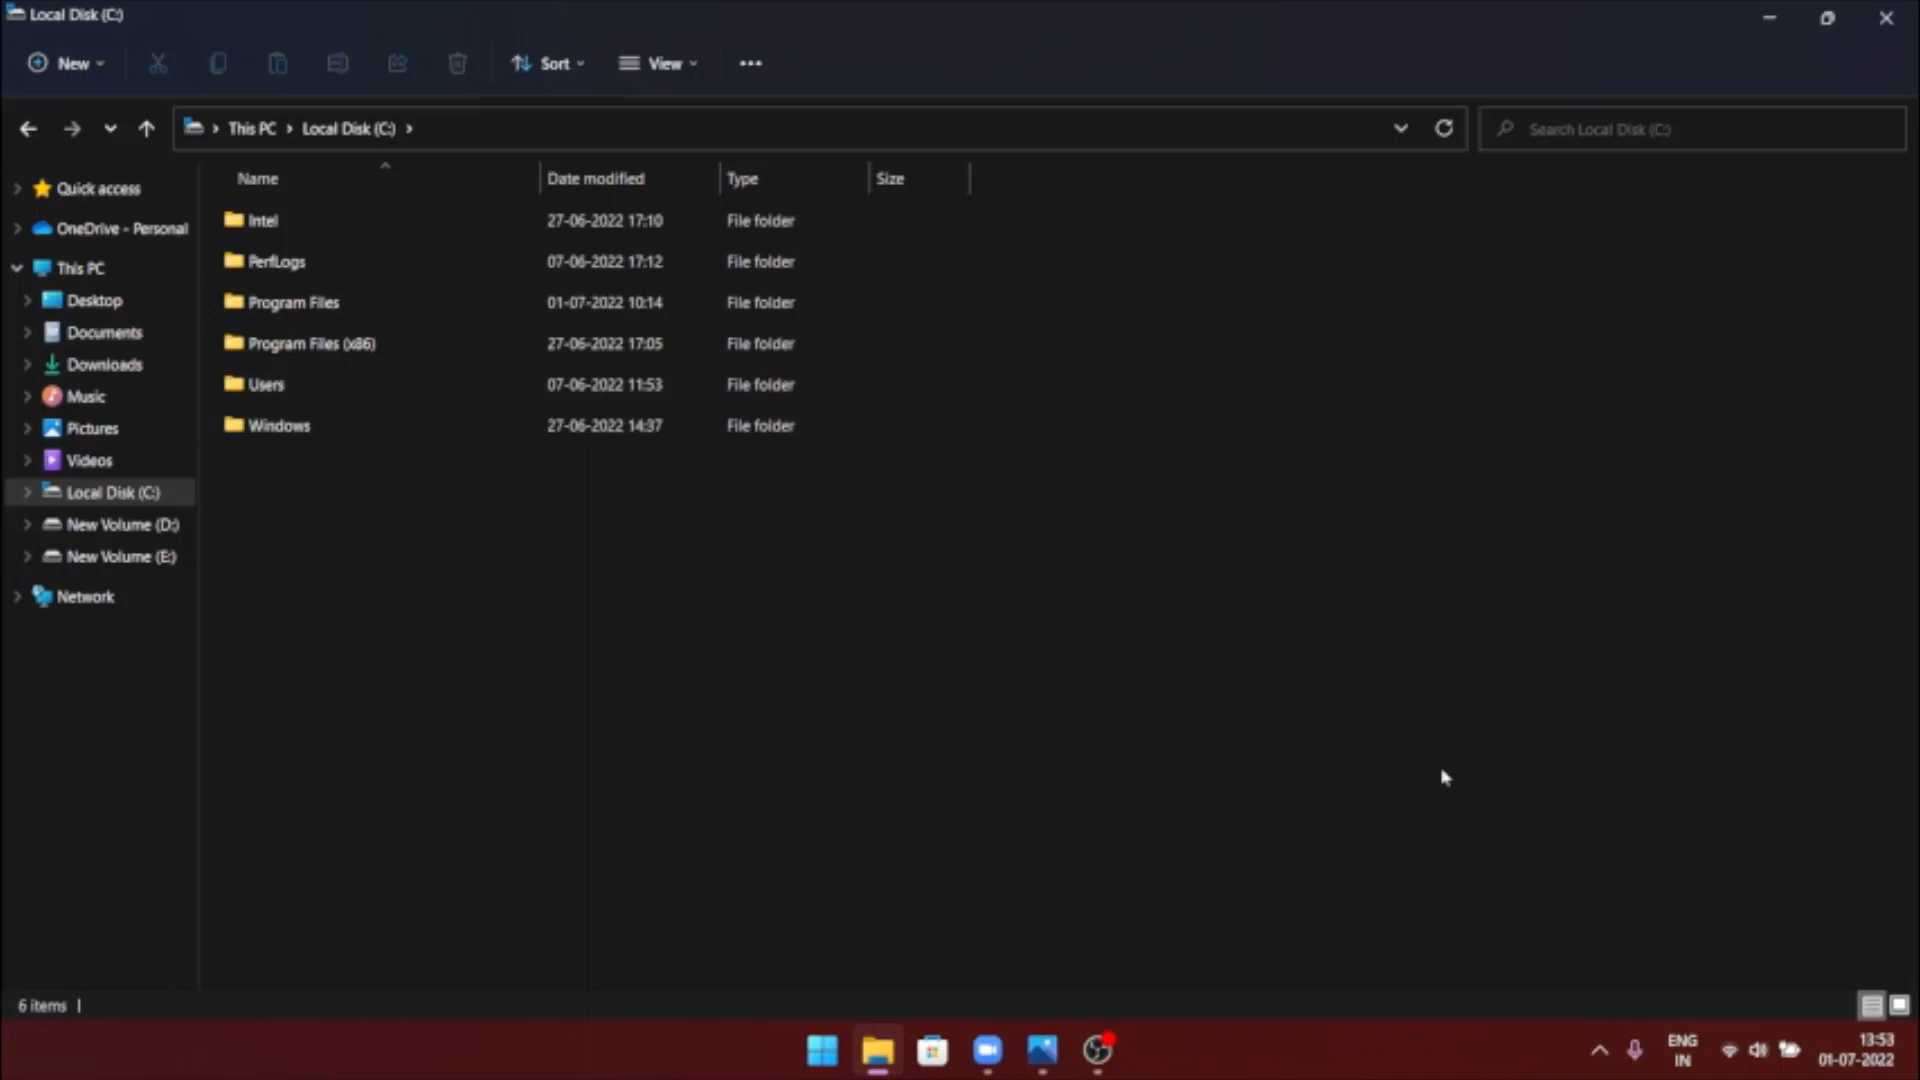 Local Disk (C:)
New Sort View
This PC Local Disk (C:) Search Local Disk (C:)
Name Date modified Type Size
Quick access
OneDrive - Personal
This PC
Desktop
Documents
Downloads
Music
Pictures
Videos
Local Disk (C:)
New Volume (D:)
New Volume (E:)
Network
Intel 27-06-2022 17:10 File folder
PerfLogs 07-06-2022 17:12 File folder
Program Files 01-07-2022 10:14 File folder
Program Files (x86) 27-06-2022 17:05 File folder
Users 07-06-2022 11:53 File folder
Windows 27-06-2022 14:37 File folder
6 items
ENG
IN
13:53
01-07-2022